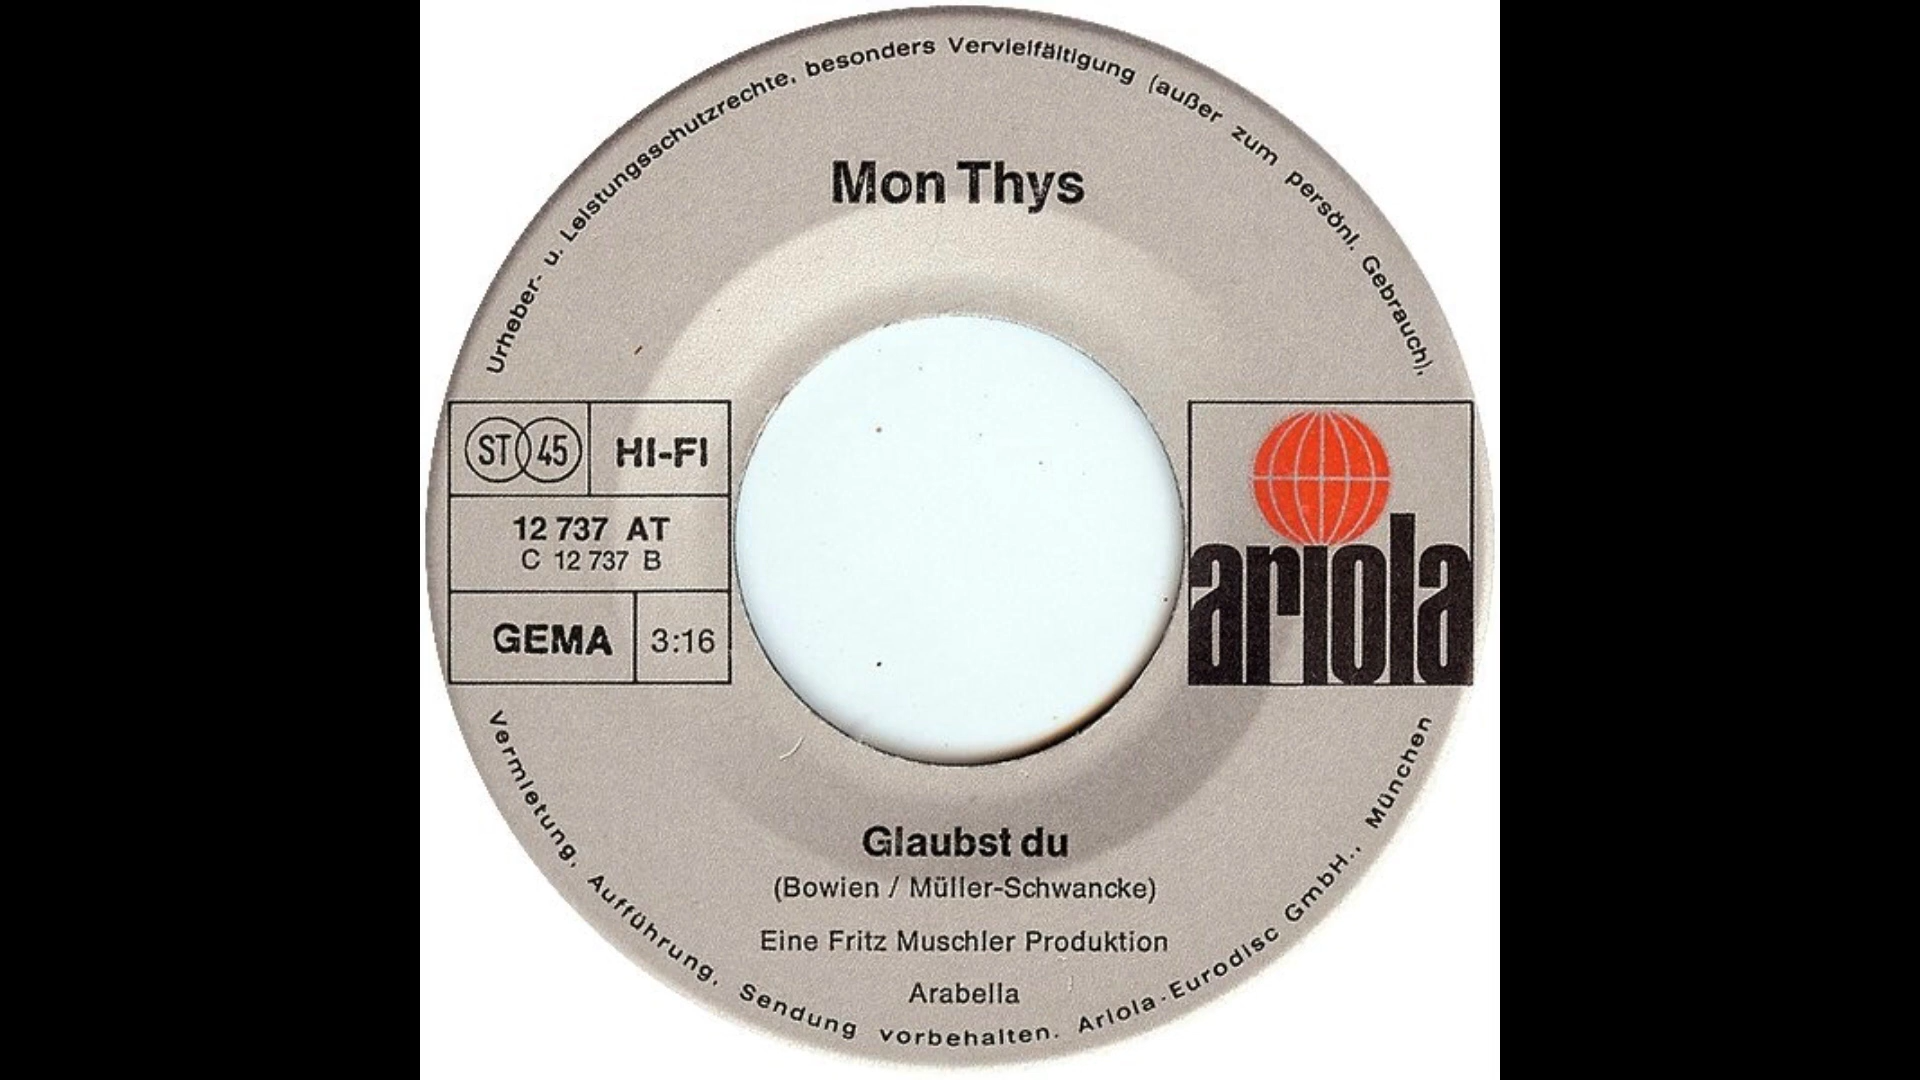 Urheber- u. Leistungsschutzrechte, besonders Vervielfältigung (außer zum persönl. Gebrauch),
Mon Thys
ST 45 HI-FI
12 737 AT
C 12 737 B
GEMA 3:16
ariola
Glaubst du
(Bowien / Müller-Schwancke)
Eine Fritz Muschler Produktion
Arabella
Vermietung, Aufführung, Sendung vorbehalten. Ariola-Eurodisc GmbH., München